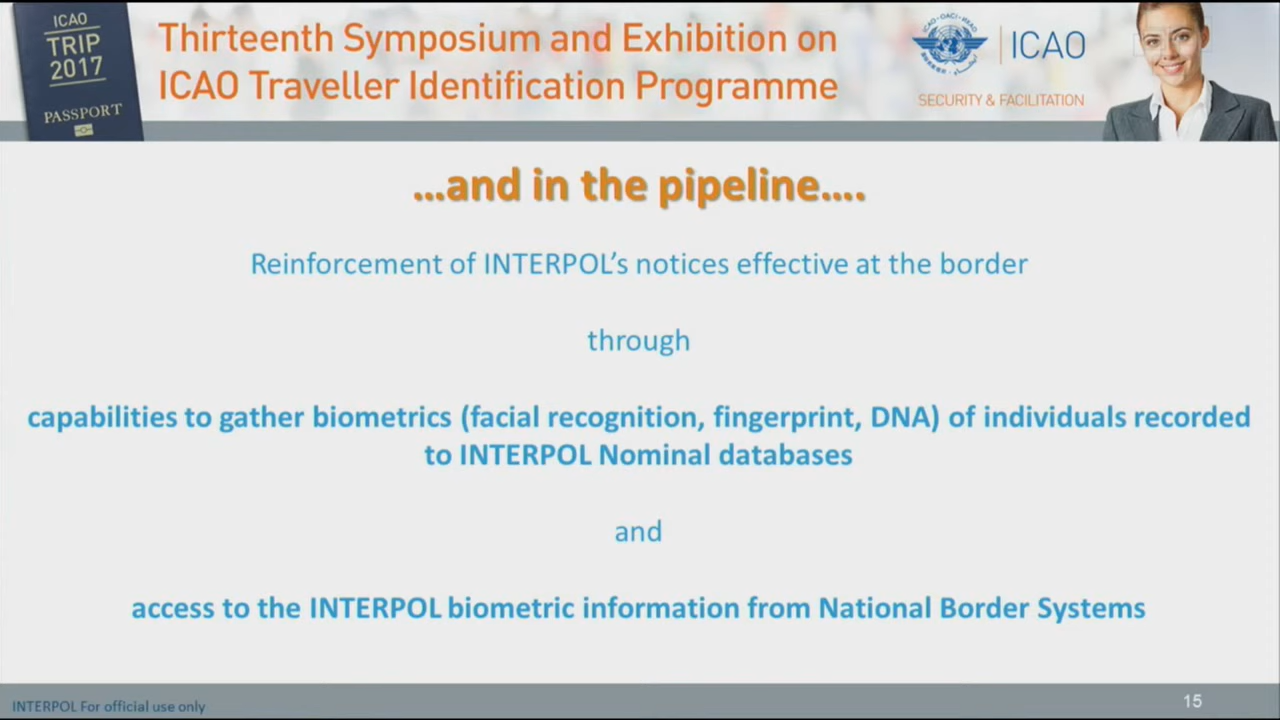 ICAO
TRIP
2017
PASSPORT
Thirteenth Symposium and Exhibition on
ICAO Traveller Identification Programme
ICAO
SECURITY & FACILITATION
...and in the pipeline....
Reinforcement of INTERPOL's notices effective at the border
through
capabilities to gather biometrics (facial recognition, fingerprint, DNA) of individuals recorded
to INTERPOL Nominal databases
and
access to the INTERPOL biometric information from National Border Systems
INTERPOL For official use only
15